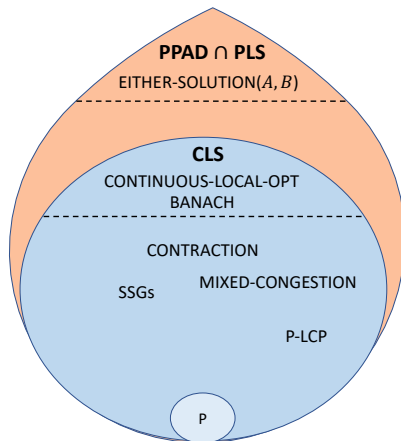 PPAD ∩ PLS
EITHER-SOLUTION(A, B)
CLS
CONTINUOUS-LOCAL-OPT
BANACH
CONTRACTION
MIXED-CONGESTION
SSGs
P-LCP
P